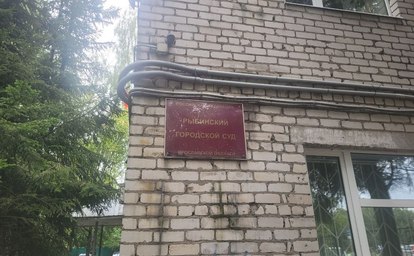 РЫБИНСКИЙ
ГОРОДСКОЙ СУД
ЯРОСЛАВСКОЙ ОБЛАСТИ